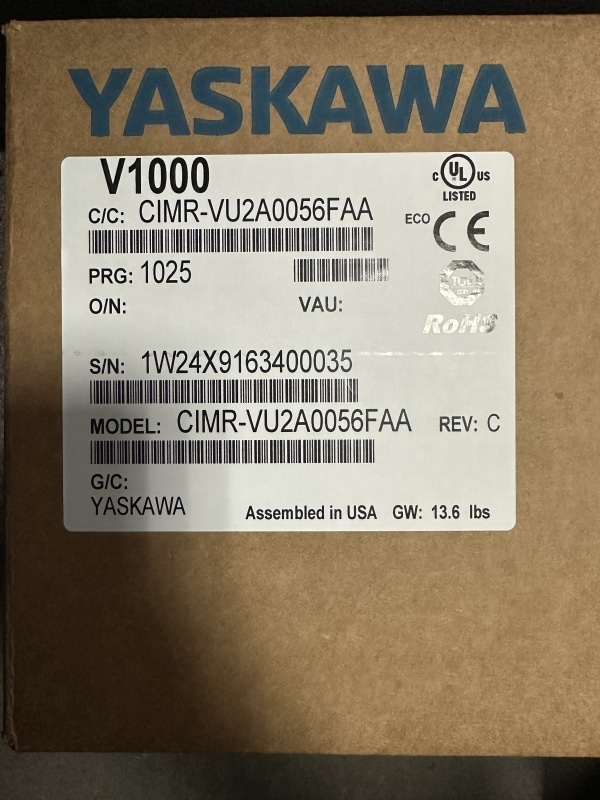 YASKAWA
V1000
C/C: CIMR-VU2A0056FAA
C UL US
LISTED
ECO CE
PRG: 1025
O/N: VAU:
RoHS
S/N: 1W24X9163400035
MODEL: CIMR-VU2A0056FAA REV: C
G/C:
YASKAWA
Assembled in USA GW: 13.6 lbs